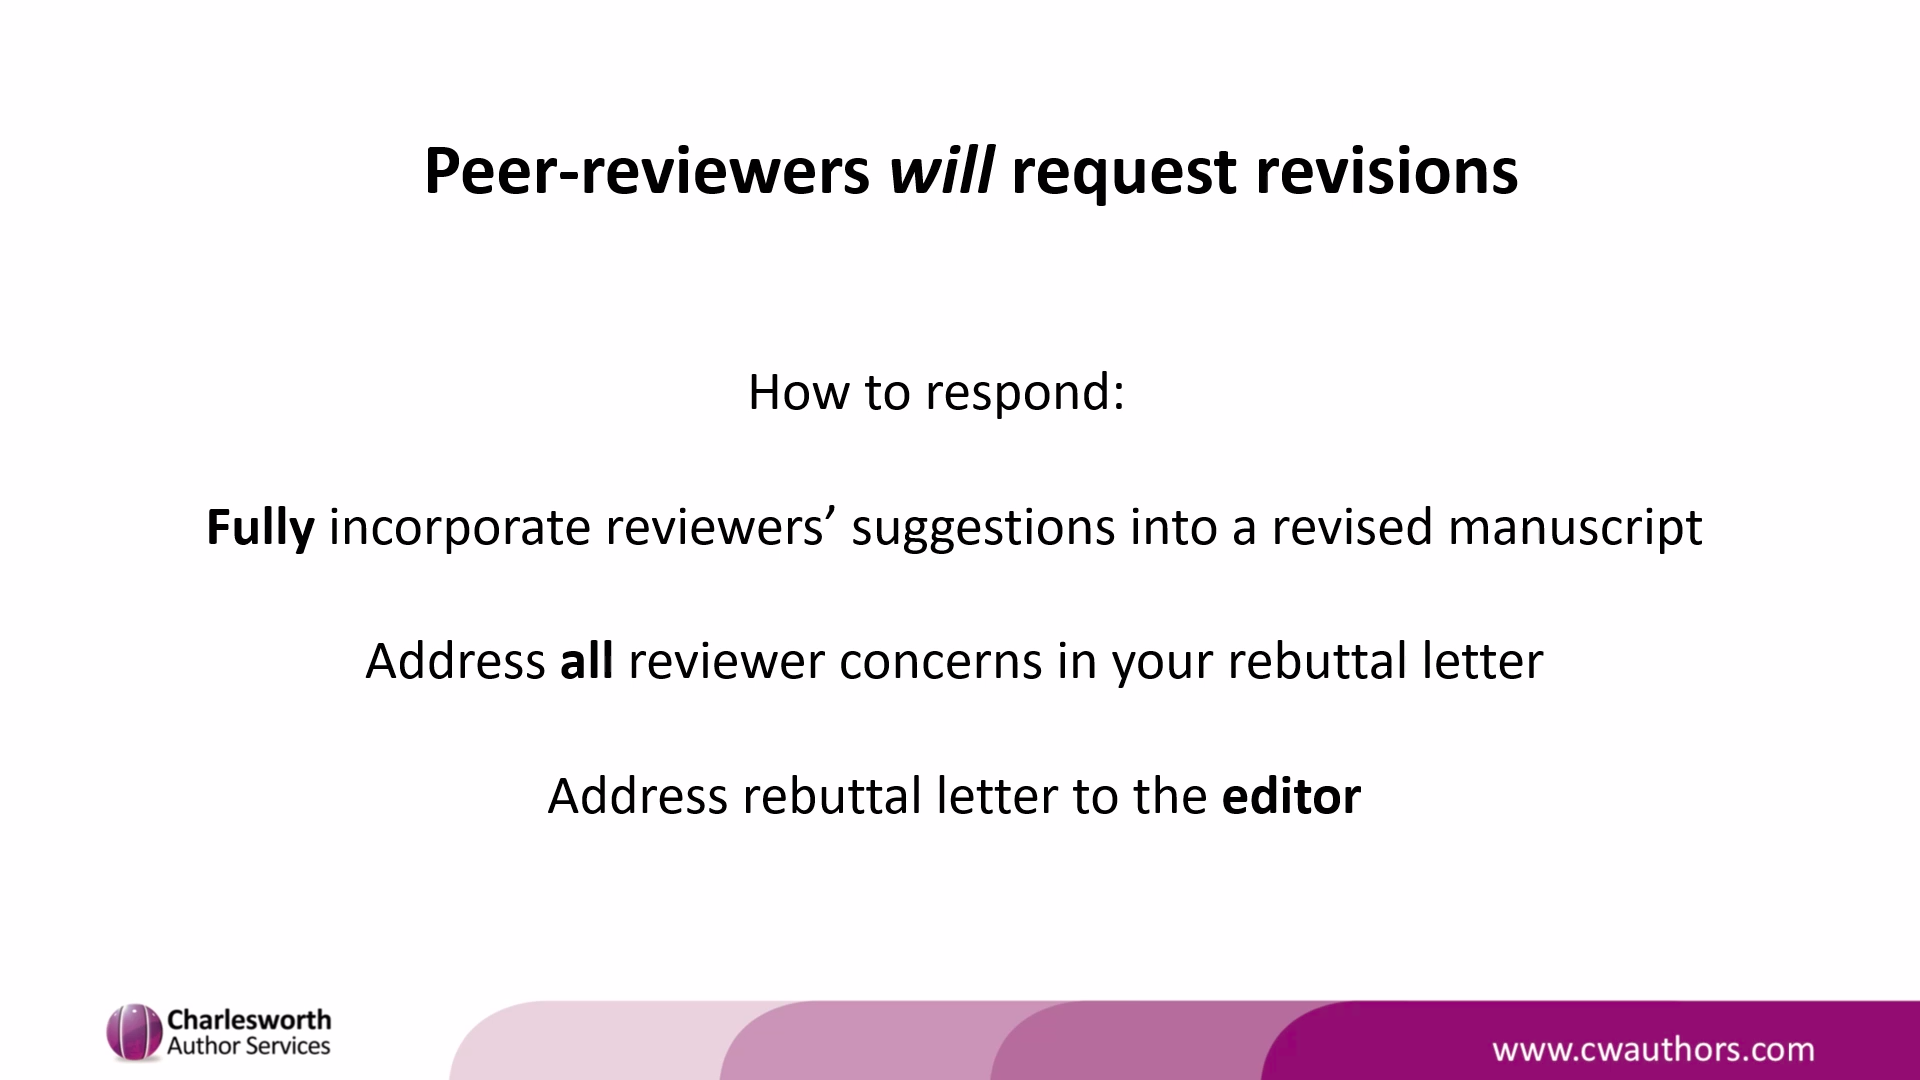 Peer-reviewers will request revisions
How to respond:
Fully incorporate reviewers’ suggestions into a revised manuscript
Address all reviewer concerns in your rebuttal letter
Address rebuttal letter to the editor
Charlesworth
Author Services
www.cwauthors.com